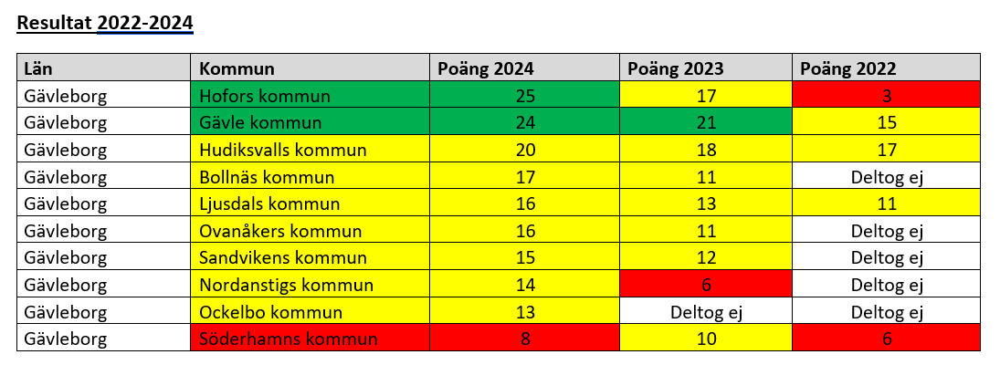 Resultat 2022-2024
Län Kommun Poäng 2024 Poäng 2023 Poäng 2022
Gävleborg Hofors kommun 25 17 3
Gävleborg Gävle kommun 24 21 15
Gävleborg Hudiksvalls kommun 20 18 17
Gävleborg Bollnäs kommun 17 11 Deltog ej
Gävleborg Ljusdals kommun 16 13 11
Gävleborg Ovanåkers kommun 16 11 Deltog ej
Gävleborg Sandvikens kommun 15 12 Deltog ej
Gävleborg Nordanstigs kommun 14 6 Deltog ej
Gävleborg Ockelbo kommun 13 Deltog ej Deltog ej
Gävleborg Söderhamns kommun 8 10 6